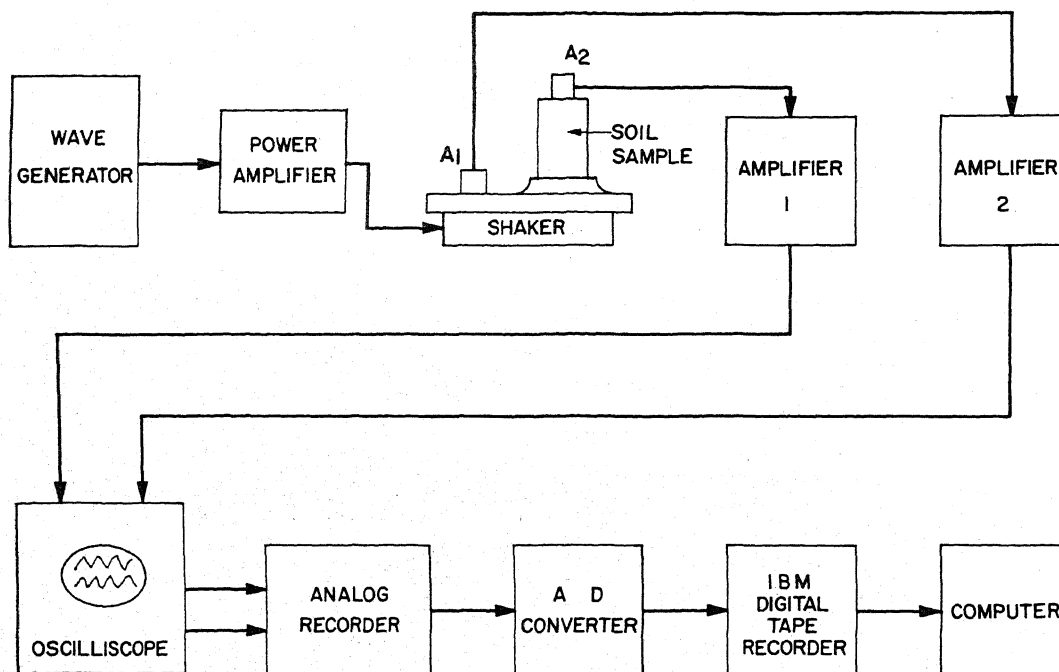 WAVE
GENERATOR
POWER
AMPLIFIER
A1
A2
SOIL
SAMPLE
SHAKER
AMPLIFIER
1
AMPLIFIER
2
OSCILLISCOPE
ANALOG
RECORDER
A D
CONVERTER
IBM
DIGITAL
TAPE
RECORDER
COMPUTER